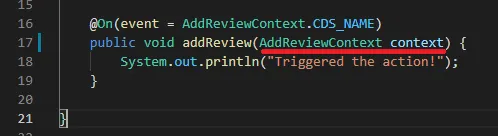 15
16 @On(event = AddReviewContext.CDS_NAME)
17 public void addReview(AddReviewContext context) {
18 System.out.println("Triggered the action!");
19 }
20
21 }